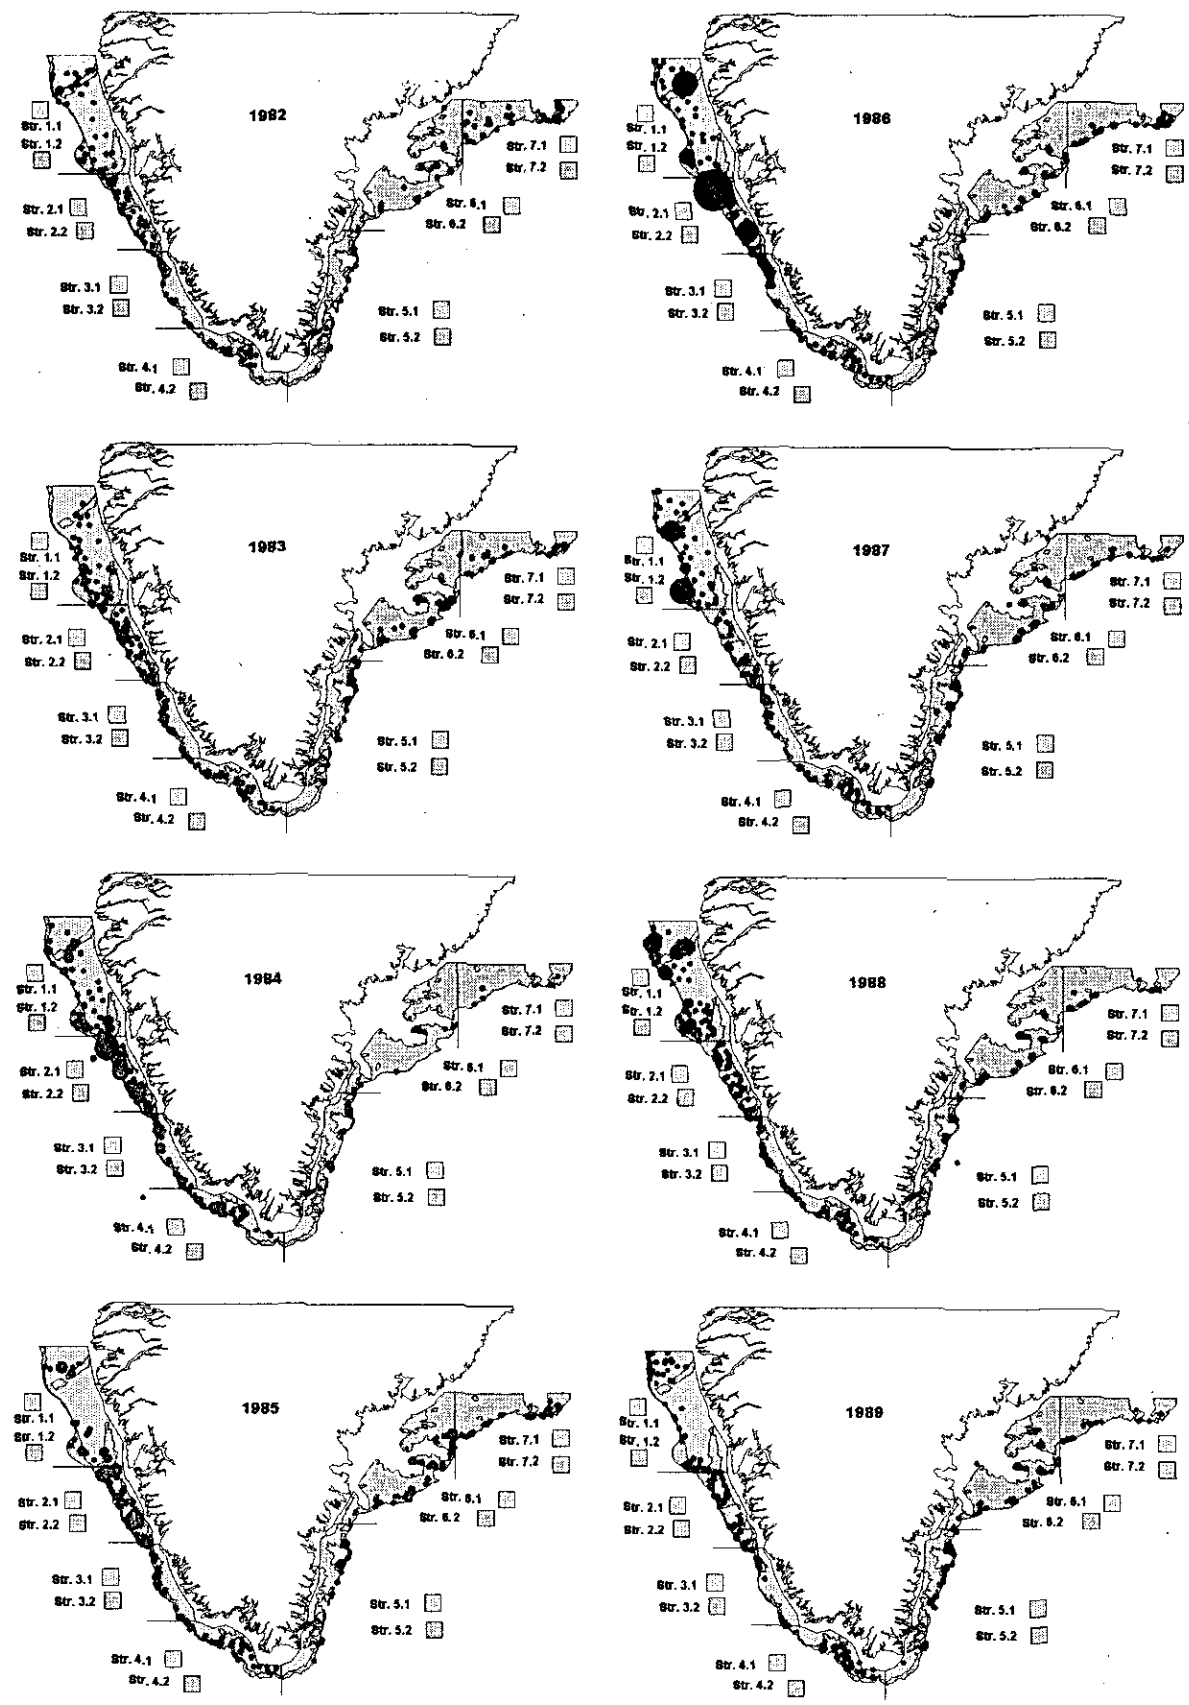 1982
Str. 1.1
Str. 1.2
Str. 7.1
Str. 7.2
Str. 2.1
Str. 2.2
Str. 6.1
Str. 6.2
Str. 3.1
Str. 3.2
Str. 5.1
Str. 5.2
Str. 4.1
Str. 4.2
1986
Str. 1.1
Str. 1.2
Str. 7.1
Str. 7.2
Str. 2.1
Str. 2.2
Str. 6.1
Str. 6.2
Str. 3.1
Str. 3.2
Str. 5.1
Str. 5.2
Str. 4.1
Str. 4.2
1983
Str. 1.1
Str. 1.2
Str. 7.1
Str. 7.2
Str. 2.1
Str. 2.2
Str. 6.1
Str. 6.2
Str. 3.1
Str. 3.2
Str. 5.1
Str. 5.2
Str. 4.1
Str. 4.2
1987
Str. 1.1
Str. 1.2
Str. 7.1
Str. 7.2
Str. 2.1
Str. 2.2
Str. 6.1
Str. 6.2
Str. 3.1
Str. 3.2
Str. 5.1
Str. 5.2
Str. 4.1
Str. 4.2
1984
Str. 1.1
Str. 1.2
Str. 7.1
Str. 7.2
Str. 2.1
Str. 2.2
Str. 6.1
Str. 6.2
Str. 3.1
Str. 3.2
Str. 5.1
Str. 5.2
Str. 4.1
Str. 4.2
1988
Str. 1.1
Str. 1.2
Str. 7.1
Str. 7.2
Str. 2.1
Str. 2.2
Str. 6.1
Str. 6.2
Str. 3.1
Str. 3.2
Str. 5.1
Str. 5.2
Str. 4.1
Str. 4.2
1985
Str. 1.1
Str. 1.2
Str. 7.1
Str. 7.2
Str. 2.1
Str. 2.2
Str. 6.1
Str. 6.2
Str. 3.1
Str. 3.2
Str. 5.1
Str. 5.2
Str. 4.1
Str. 4.2
1989
Str. 1.1
Str. 1.2
Str. 7.1
Str. 7.2
Str. 2.1
Str. 2.2
Str. 6.1
Str. 6.2
Str. 3.1
Str. 3.2
Str. 5.1
Str. 5.2
Str. 4.1
Str. 4.2